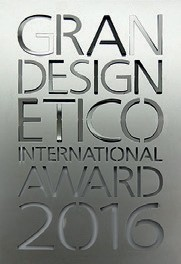 GRAN
DESIGN
ETICO
INTERNATIONAL
AWARD
2016